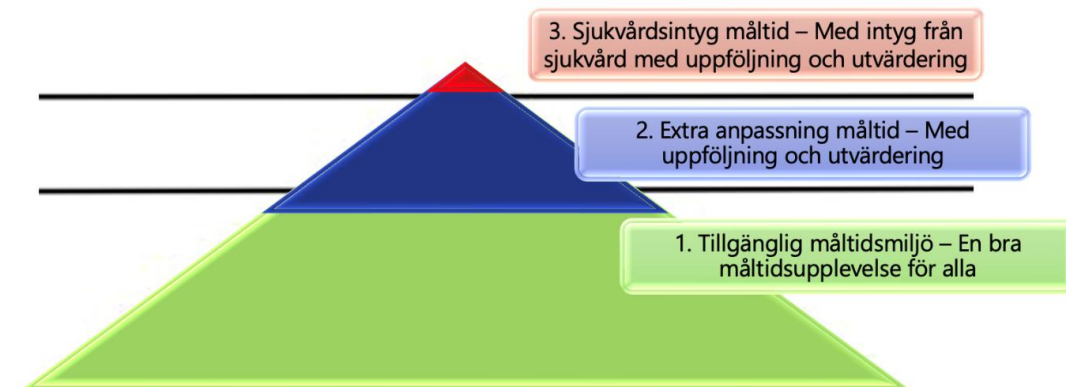 3. Sjukvårdsintyg måltid – Med intyg från
sjukvård med uppföljning och utvärdering
2. Extra anpassning måltid – Med
uppföljning och utvärdering
1. Tillgänglig måltidsmiljö – En bra
måltidsupplevelse för alla